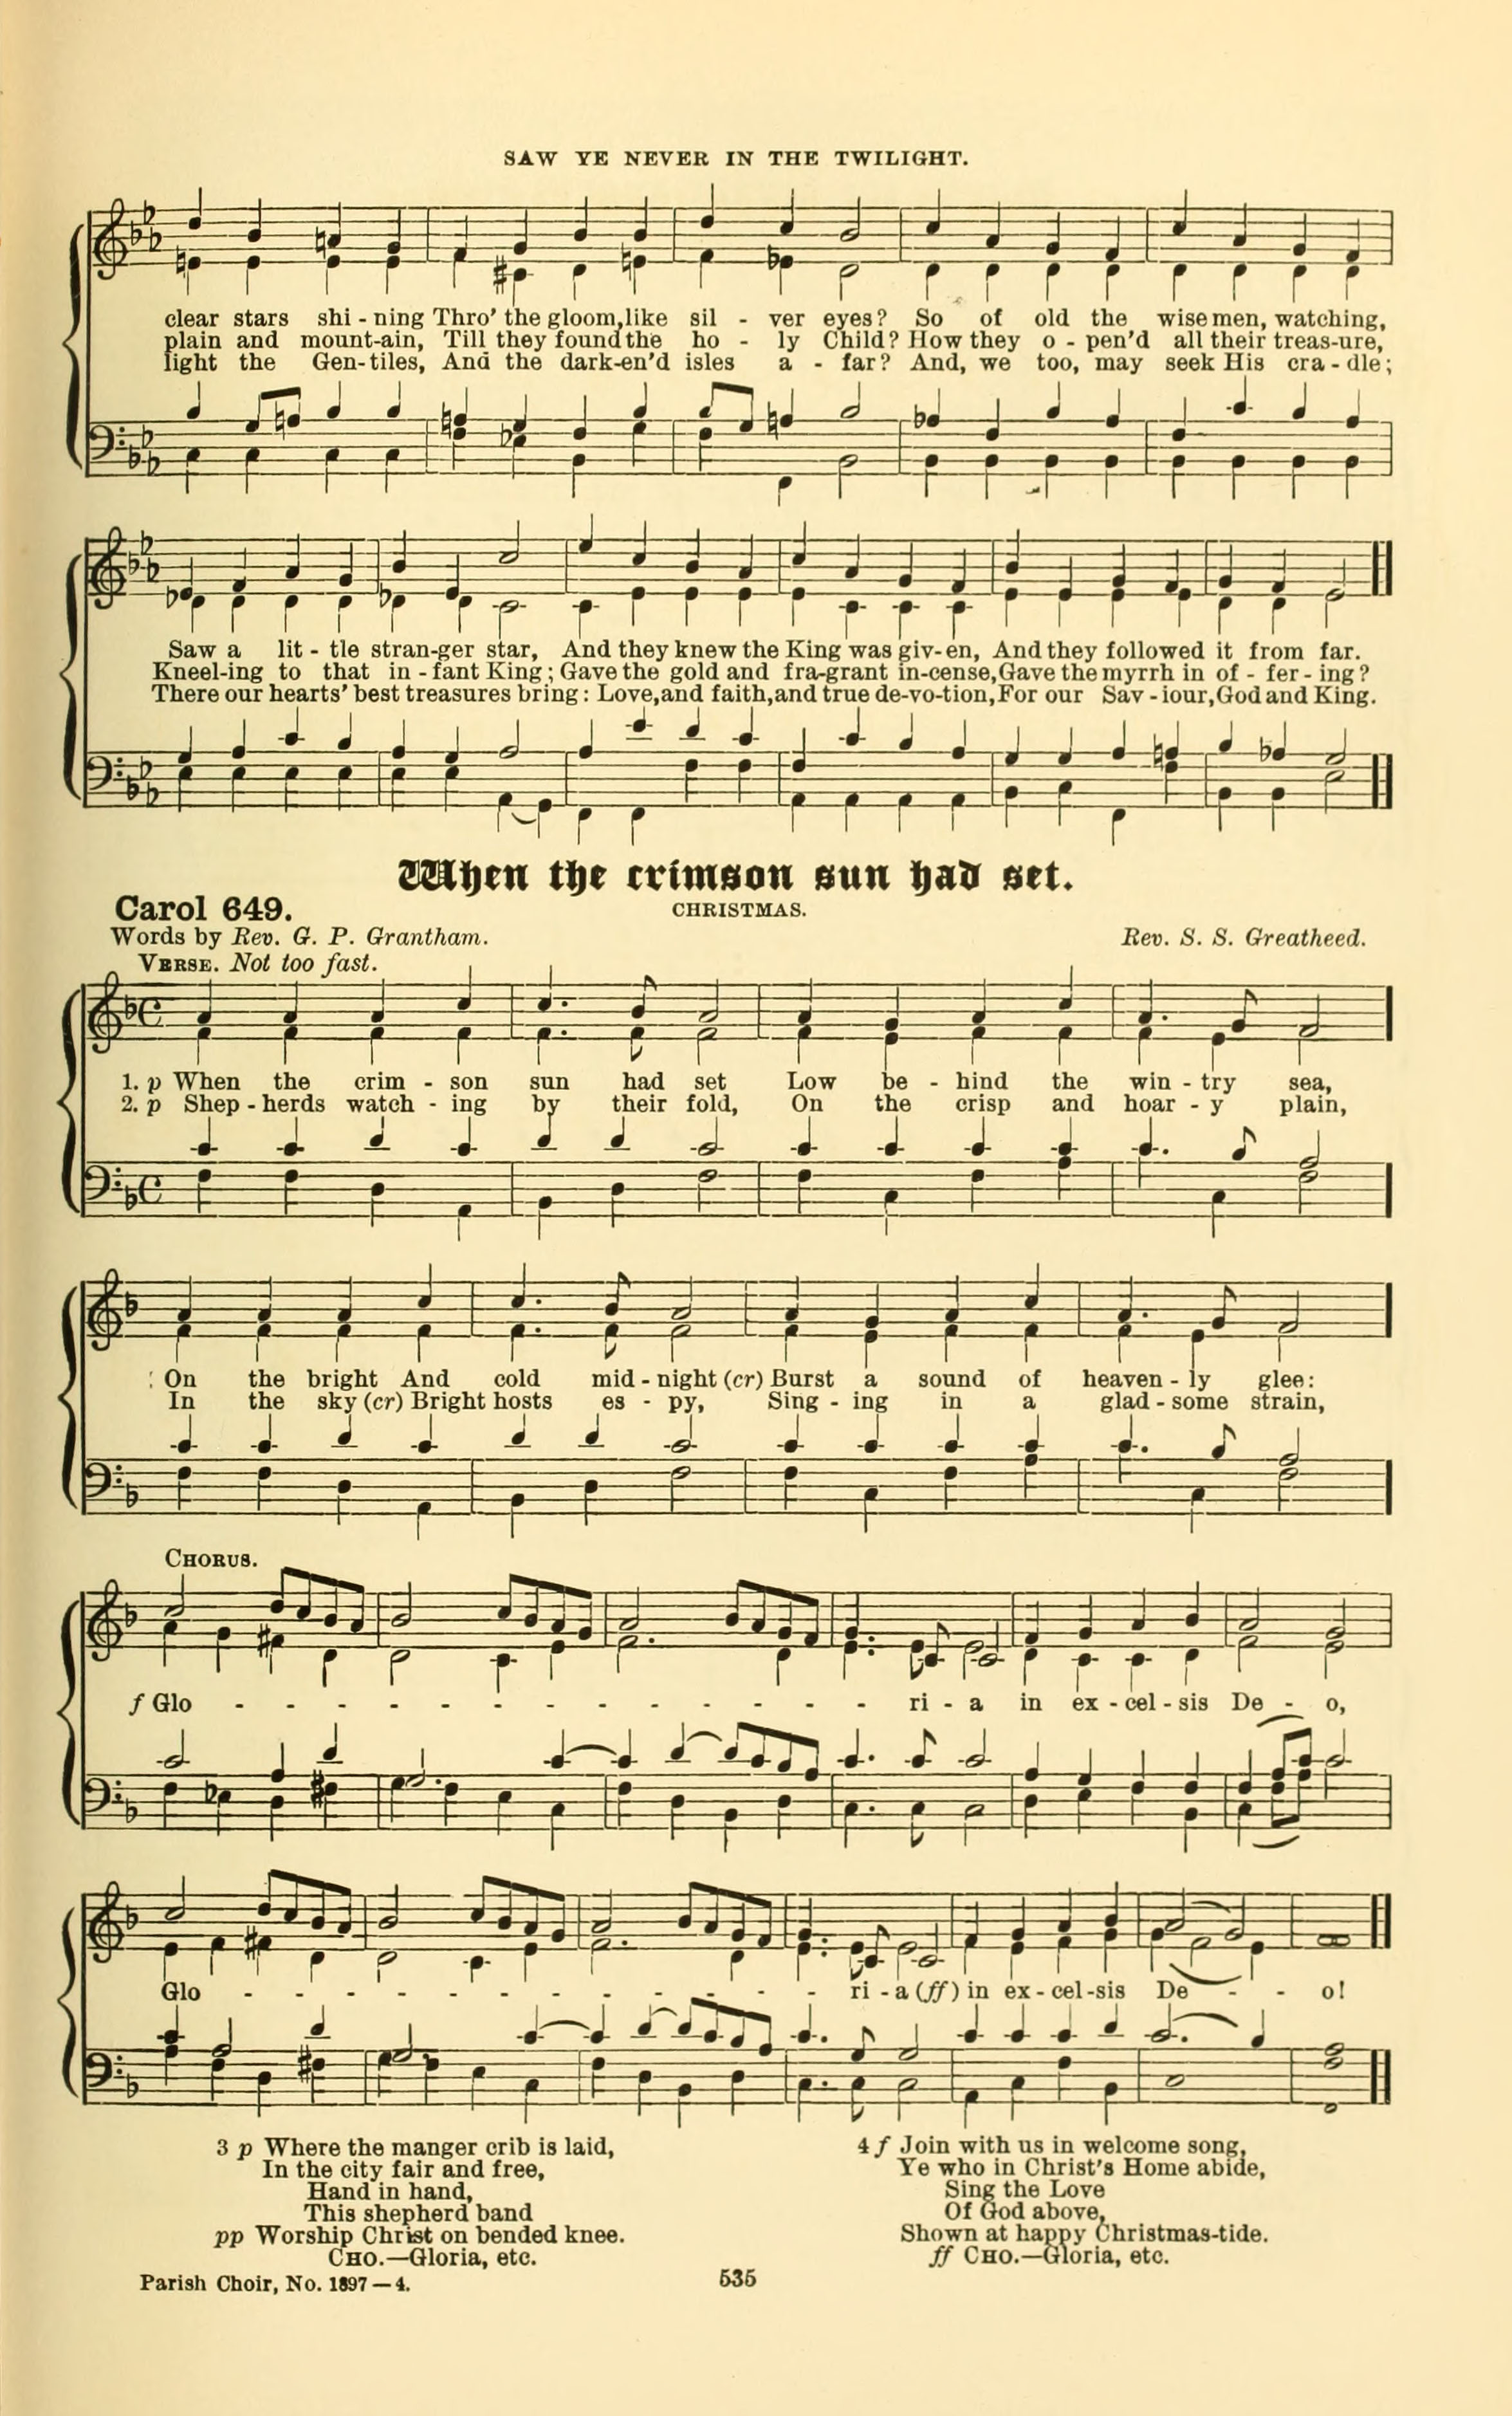 SAW YE NEVER IN THE TWILIGHT.
clear stars shi - ning Thro' the gloom, like sil - ver eyes? So of old the wise men, watching,
plain and mount-ain, Till they found the ho - ly Child? How they o - pen'd all their treas-ure,
light the Gen-tiles, And the dark-en'd isles a - far? And, we too, may seek His cra - dle;
Saw a lit - tle stran-ger star, And they knew the King was giv-en, And they followed it from far.
Kneel-ing to that in - fant King; Gave the gold and fra-grant in-cense, Gave the myrrh in of - fer - ing?
There our hearts' best treasures bring: Love, and faith, and true de-vo-tion, For our Sav - iour, God and King.
When the crimson sun had set.
Carol 649.
CHRISTMAS.
Words by Rev. G. P. Grantham.
Rev. S. S. Greatheed.
VERSE. Not too fast.
1. p When the crim - son sun had set Low be - hind the win - try sea,
2. p Shep - herds watch - ing by their fold, On the crisp and hoar - y plain,
On the bright And cold mid - night (cr) Burst a sound of heaven - ly glee:
In the sky (cr) Bright hosts es - py, Sing - ing in a glad - some strain,
CHORUS.
f Glo - - - - - - - - - - - - ri - a in ex - cel - sis De - o,
Glo - - - - - - - - - - - ri - a (ff) in ex - cel - sis De - - o!
3 p Where the manger crib is laid,
In the city fair and free,
Hand in hand,
This shepherd band
pp Worship Christ on bended knee.
CHO.—Gloria, etc.
4 f Join with us in welcome song,
Ye who in Christ's Home abide,
Sing the Love
Of God above,
Shown at happy Christmas-tide.
ff CHO.—Gloria, etc.
Parish Choir, No. 1897 — 4.
535